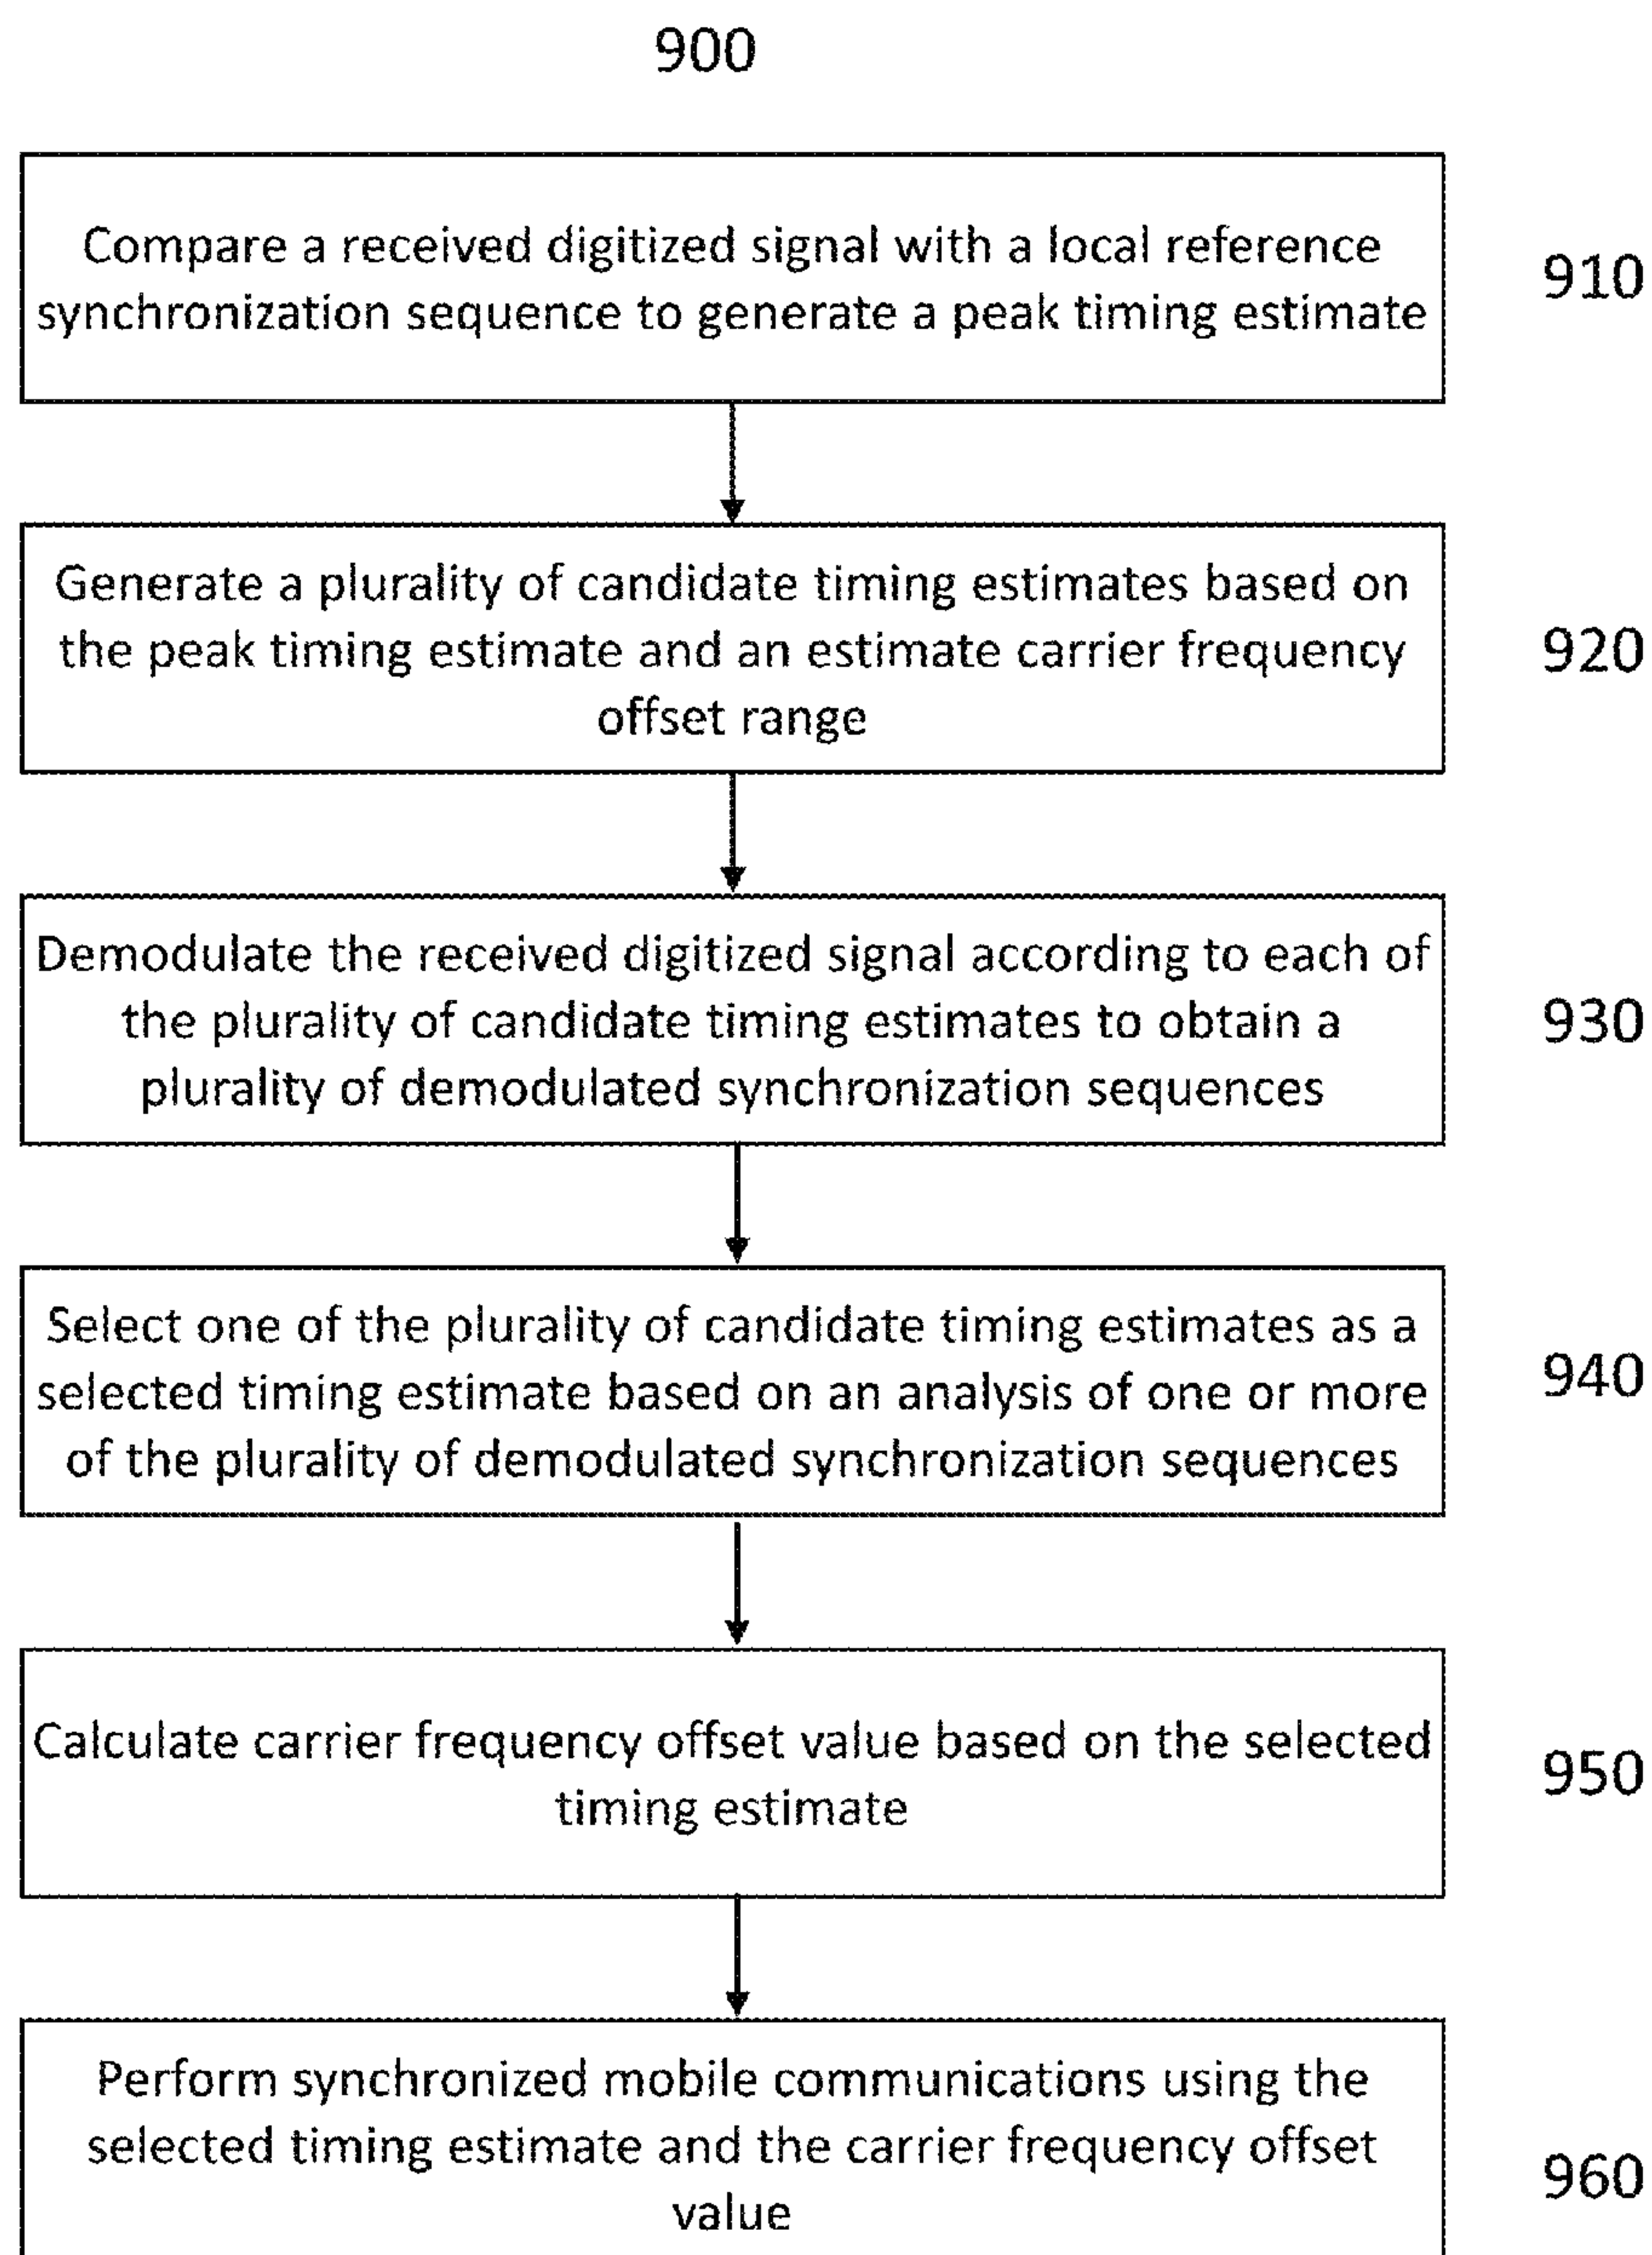 900
Compare a received digitized signal with a local reference
synchronization sequence to generate a peak timing estimate
910
Generate a plurality of candidate timing estimates based on
the peak timing estimate and an estimate carrier frequency
offset range
920
Demodulate the received digitized signal according to each of
the plurality of candidate timing estimates to obtain a
plurality of demodulated synchronization sequences
930
Select one of the plurality of candidate timing estimates as a
selected timing estimate based on an analysis of one or more
of the plurality of demodulated synchronization sequences
940
Calculate carrier frequency offset value based on the selected
timing estimate
950
Perform synchronized mobile communications using the
selected timing estimate and the carrier frequency offset
value
960